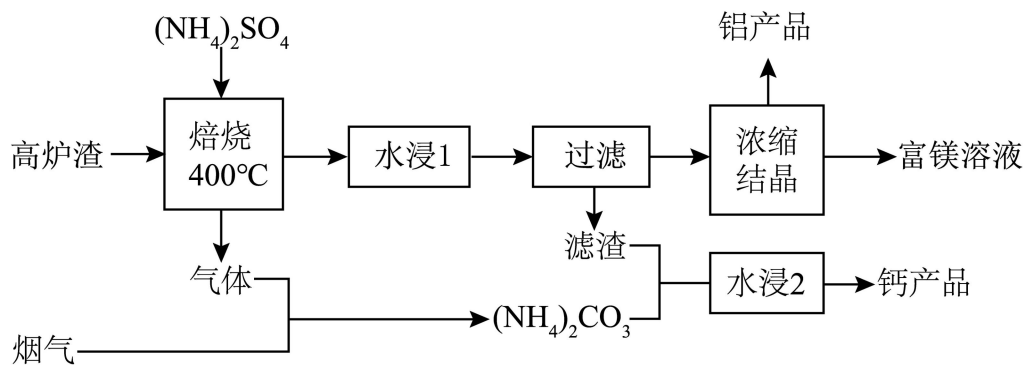 (NH₄)₂SO₄
铝产品
高炉渣
焙烧
400℃
水浸1
过滤
浓缩
结晶
富镁溶液
气体
滤渣
水浸2
钙产品
(NH₄)₂CO₃
烟气